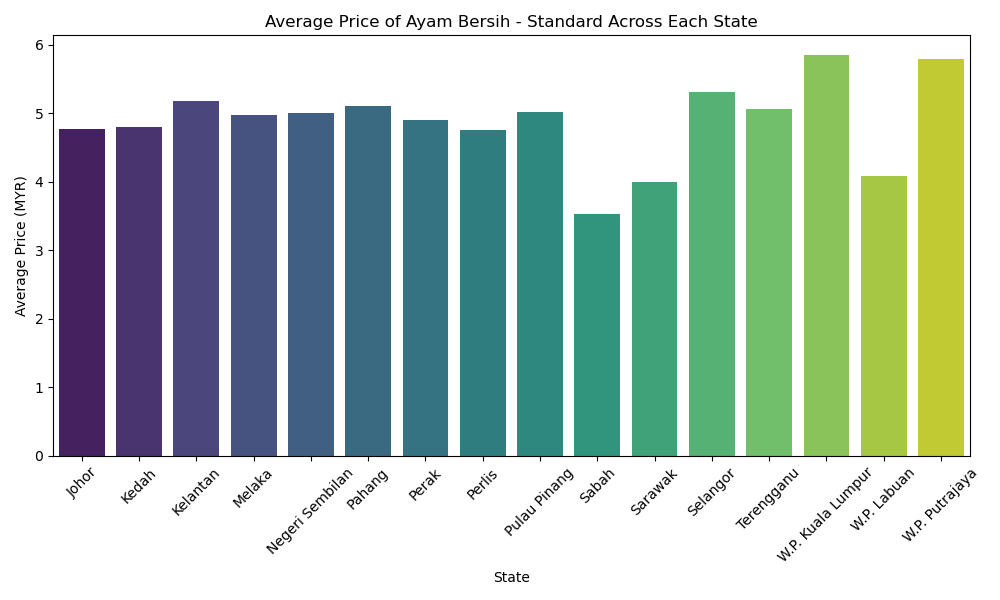 Average Price of Ayam Bersih - Standard Across Each State
Average Price (MYR)
6
5
4
3
2
1
0
Johor
Kedah
Kelantan
Melaka
Negeri Sembilan
Pahang
Perak
Perlis
Pulau Pinang
Sabah
Sarawak
Selangor
Terengganu
W.P. Kuala Lumpur
W.P. Labuan
W.P. Putrajaya
State